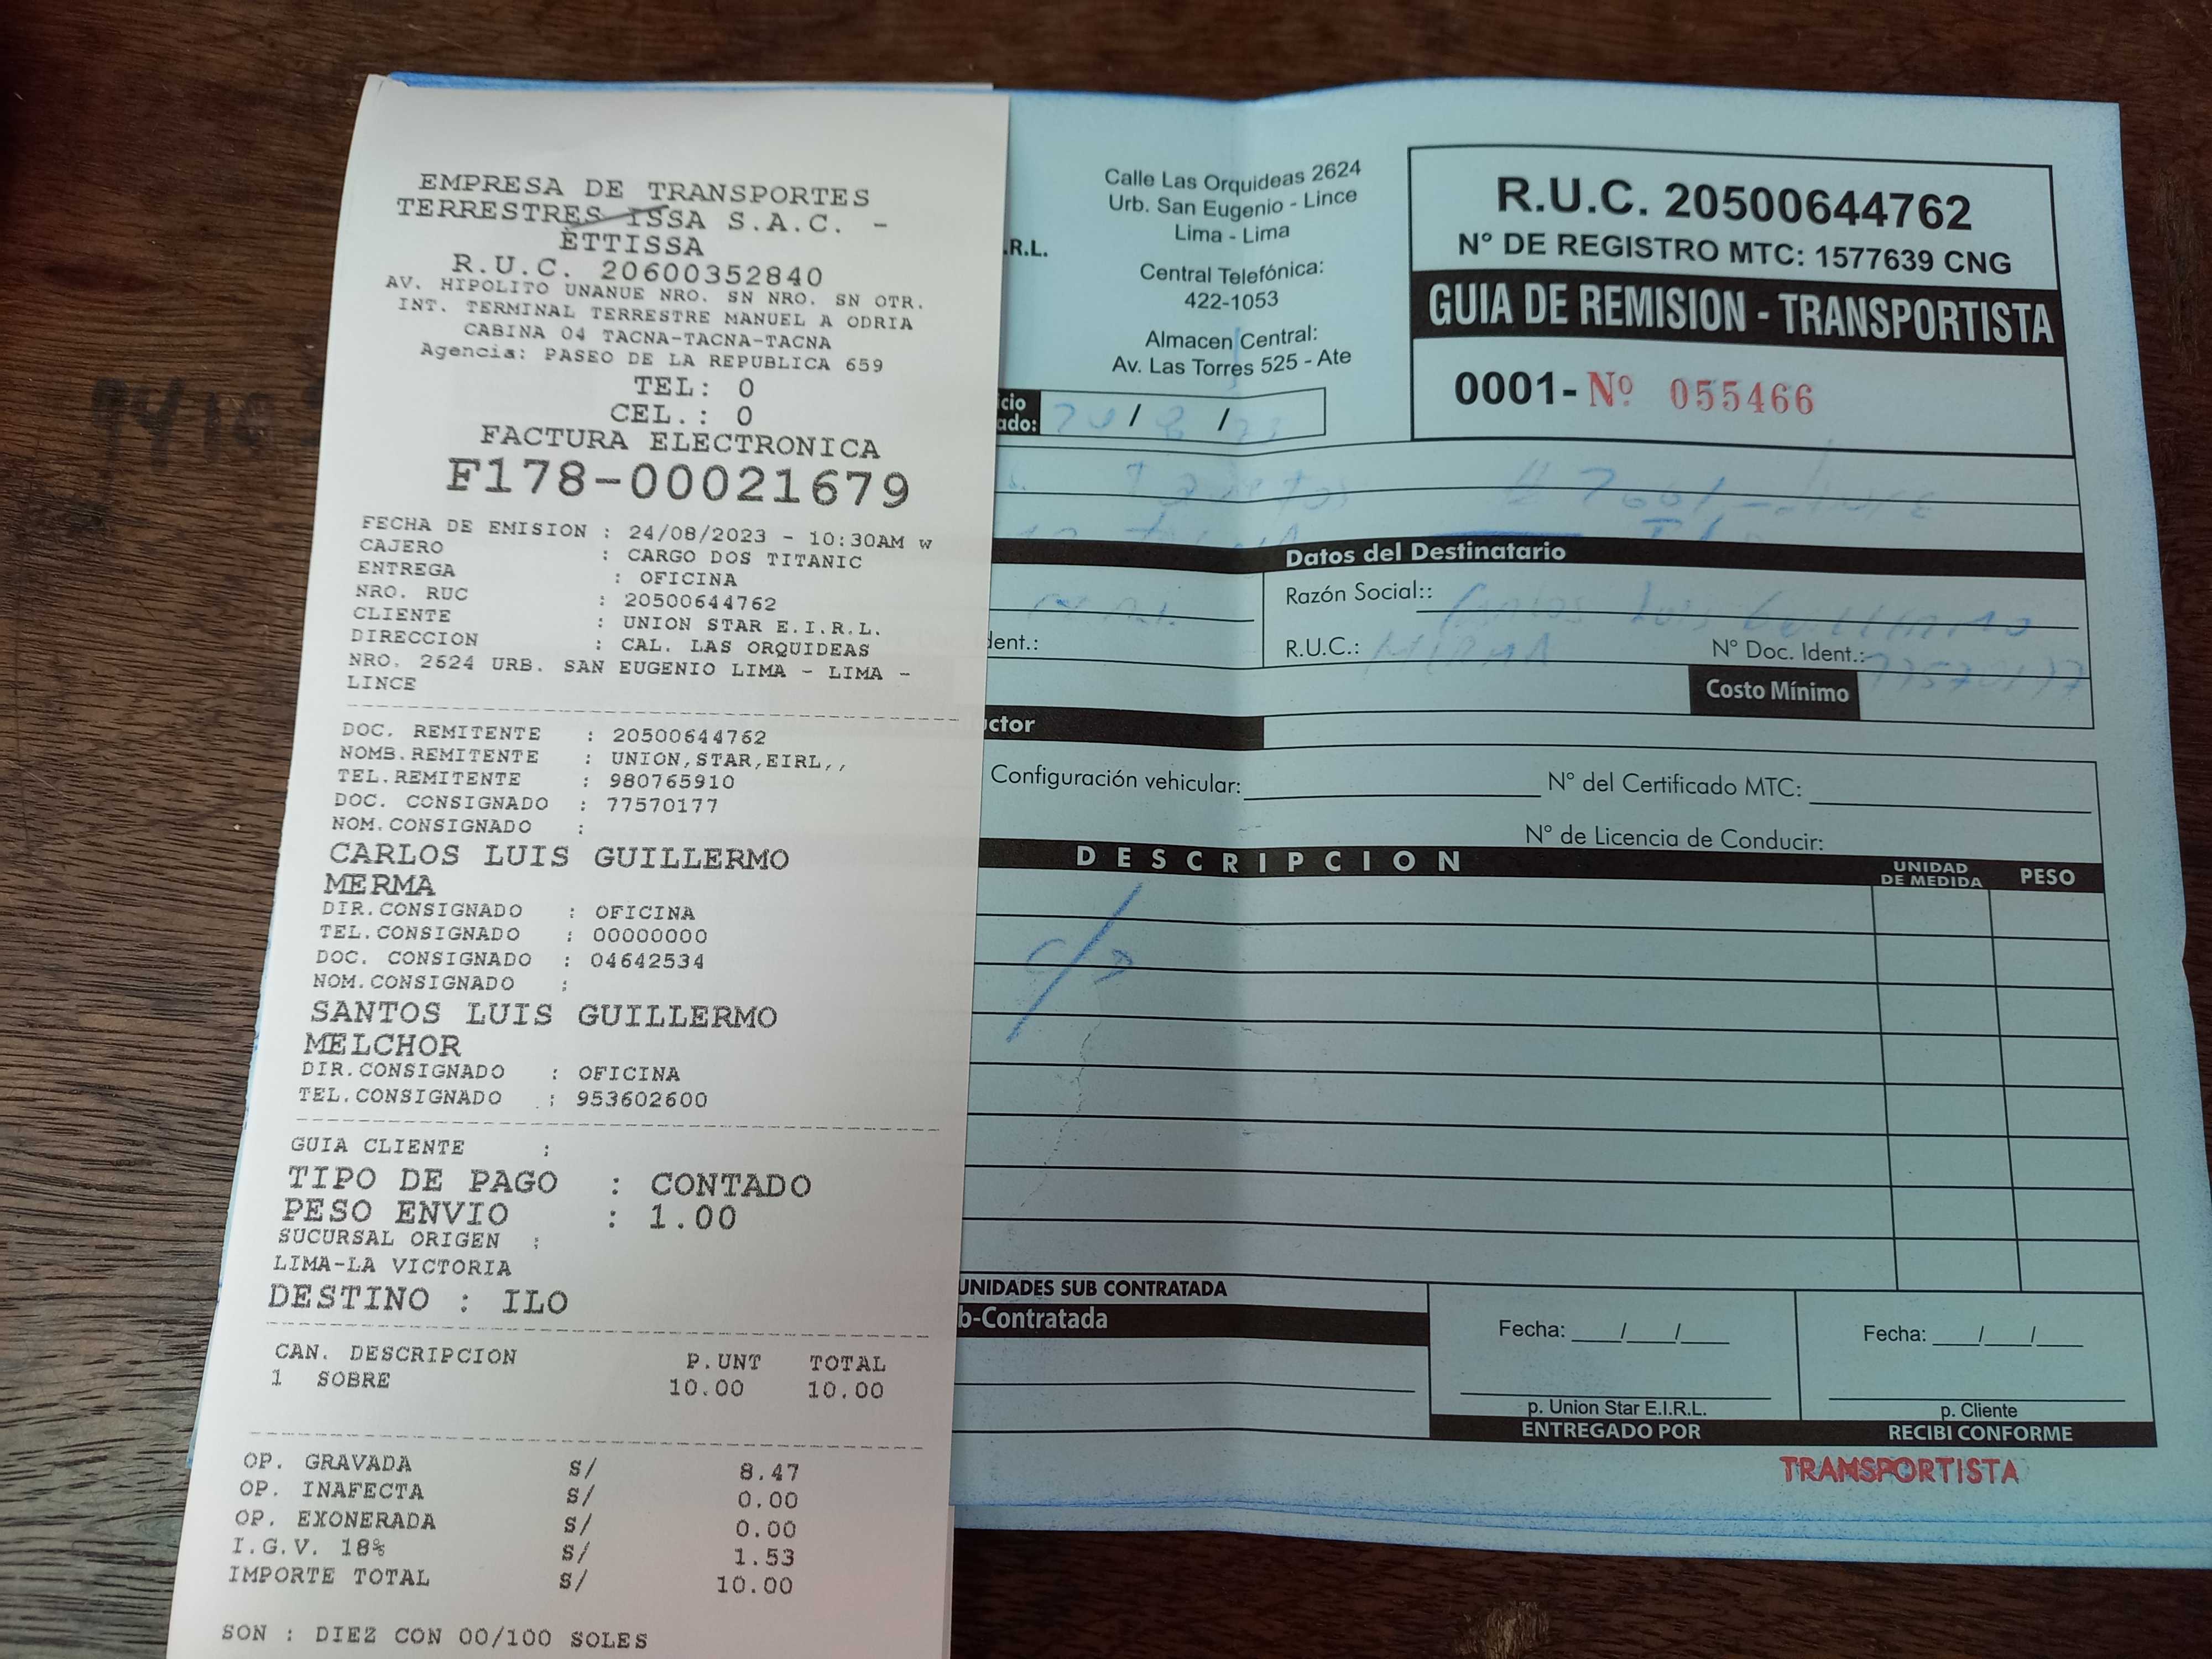 EMPRESA DE TRANSPORTES
TERRESTRES ISSA S.A.C. -
ETTISSA
R.U.C. 20600352840
AV. HIPOLITO UNANUE NRO. SN NRO. SN OTR.
INT. TERMINAL TERRESTRE MANUEL A ODRIA
CABINA 04 TACNA-TACNA-TACNA
Agencia: PASEO DE LA REPUBLICA 659
TEL: 0
CEL.: 0
FACTURA ELECTRONICA
F178-00021679
FECHA DE EMISION : 24/08/2023 - 10:30AM w
CAJERO : CARGO DOS TITANIC
ENTREGA : OFICINA
NRO. RUC : 20500644762
CLIENTE : UNION STAR E.I.R.L.
DIRECCION : CAL. LAS ORQUIDEAS
NRO. 2624 URB. SAN EUGENIO LIMA - LIMA -
LINCE
DOC. REMITENTE : 20500644762
NOMB.REMITENTE : UNION,STAR,EIRL,,
TEL.REMITENTE : 980765910
DOC. CONSIGNADO : 77570177
NOM.CONSIGNADO :
CARLOS LUIS GUILLERMO
MERMA
DIR.CONSIGNADO : OFICINA
TEL.CONSIGNADO : 00000000
DOC. CONSIGNADO : 04642534
NOM.CONSIGNADO :
SANTOS LUIS GUILLERMO
MELCHOR
DIR.CONSIGNADO : OFICINA
TEL.CONSIGNADO : 953602600
GUIA CLIENTE :
TIPO DE PAGO : CONTADO
PESO ENVIO : 1.00
SUCURSAL ORIGEN :
LIMA-LA VICTORIA
DESTINO : ILO
CAN. DESCRIPCION P.UNT TOTAL
1 SOBRE 10.00 10.00
OP. GRAVADA S/ 8.47
OP. INAFECTA S/ 0.00
OP. EXONERADA S/ 0.00
I.G.V. 18% S/ 1.53
IMPORTE TOTAL S/ 10.00
SON : DIEZ CON 00/100 SOLES
.R.L.
Calle Las Orquideas 2624
Urb. San Eugenio - Lince
Lima - Lima
Central Telefónica:
422-1053
Almacen Central:
Av. Las Torres 525 - Ate
R.U.C. 20500644762
N° DE REGISTRO MTC: 1577639 CNG
GUIA DE REMISION - TRANSPORTISTA
0001- Nº 055466
cio
ado: / /
Datos del Destinatario
Razón Social:: Carlos Luis Guillermo
dent.:
R.U.C.: MERMA N° Doc. Ident.:
Costo Mínimo
ctor
Configuración vehicular: N° del Certificado MTC:
N° de Licencia de Conducir:
DESCRIPCION UNIDAD DE MEDIDA PESO
UNIDADES SUB CONTRATADA
b-Contratada
Fecha: / /
Fecha: / /
p. Union Star E.I.R.L.
ENTREGADO POR
p. Cliente
RECIBI CONFORME
TRANSPORTISTA